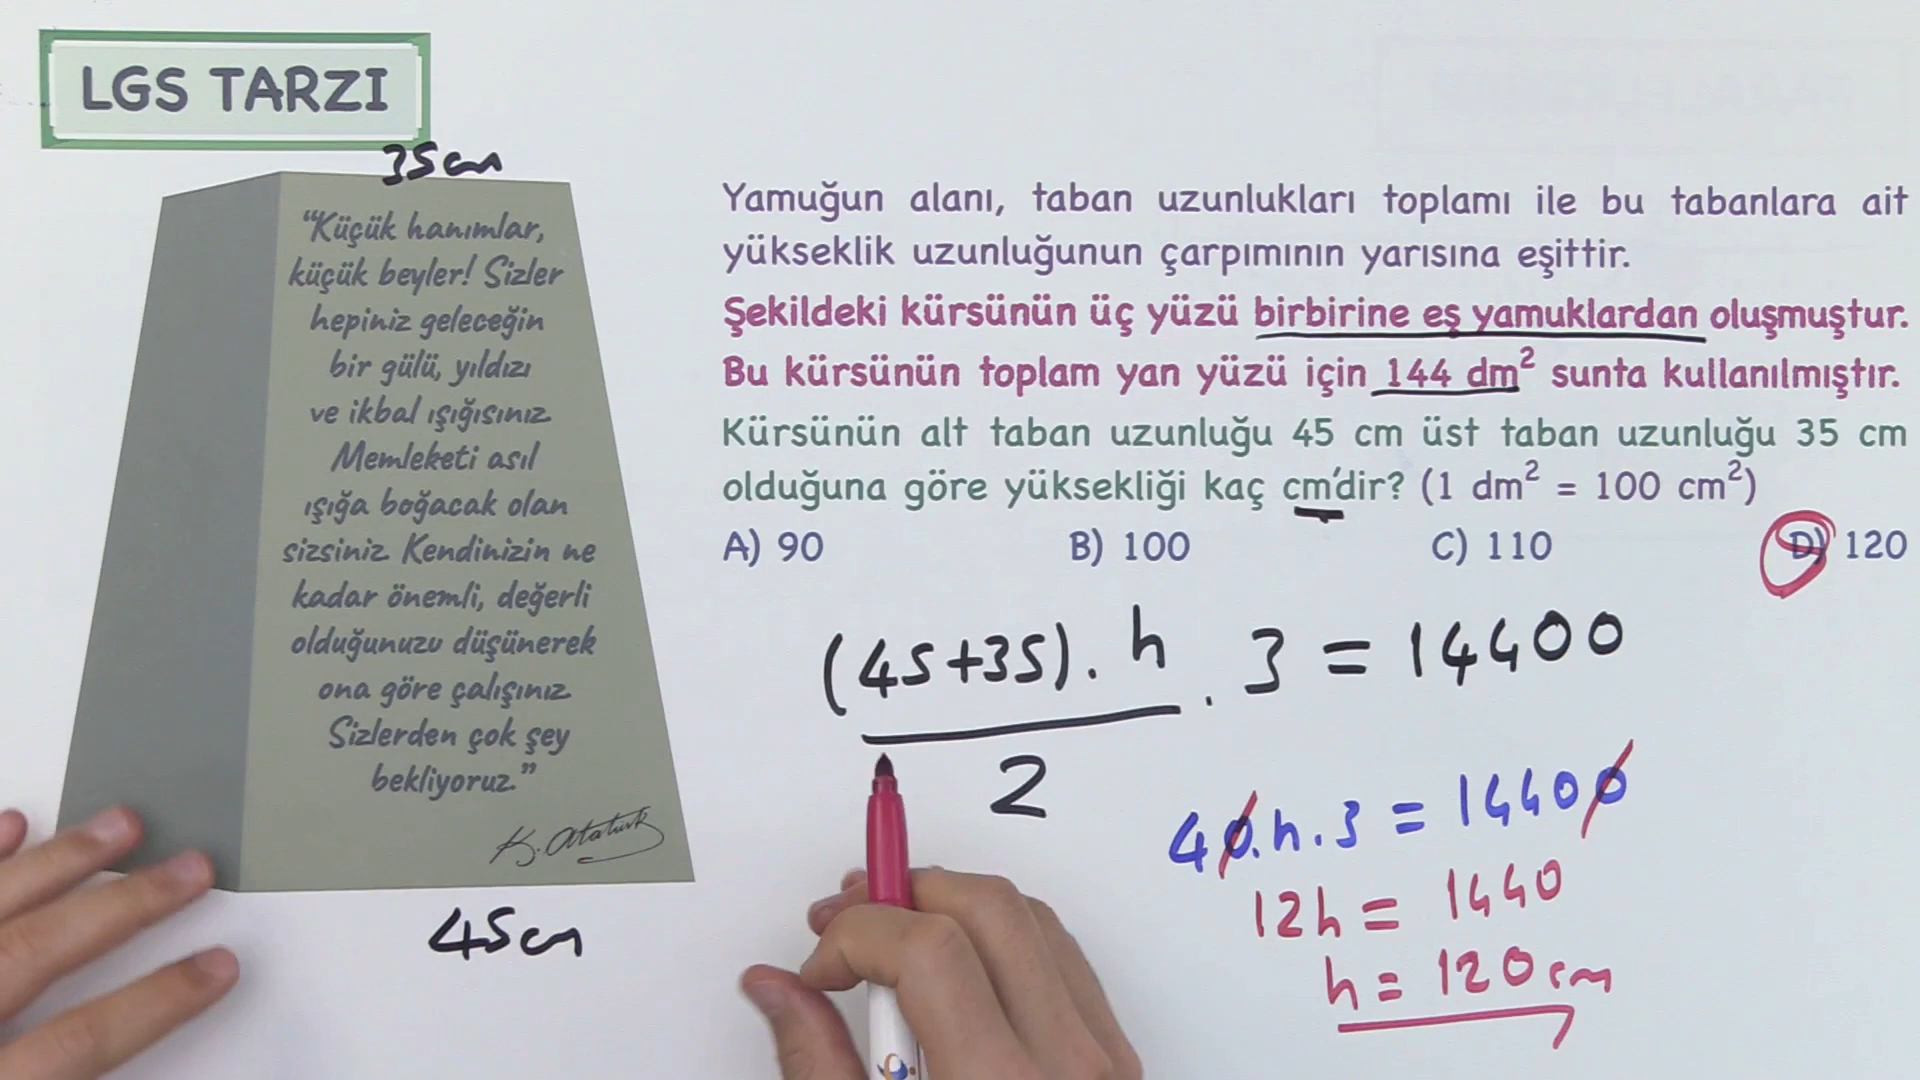 LGS TARZI
35cm
“Küçük hanımlar,
küçük beyler! Sizler
hepiniz geleceğin
bir gülü, yıldızı
ve ikbal ışığısınız.
Memleketi asıl
ışığa boğacak olan
sizsiniz. Kendinizin ne
kadar önemli, değerli
olduğunuzu düşünerek
ona göre çalışınız.
Sizlerden çok şey
bekliyoruz.”
K. Atatürk
45cm
Yamuğun alanı, taban uzunlukları toplamı ile bu tabanlara ait
yükseklik uzunluğunun çarpımının yarısına eşittir.
Şekildeki kürsünün üç yüzü birbirine eş yamuklardan oluşmuştur.
Bu kürsünün toplam yan yüzü için 144 dm² sunta kullanılmıştır.
Kürsünün alt taban uzunluğu 45 cm üst taban uzunluğu 35 cm
olduğuna göre yüksekliği kaç cm'dir? (1 dm² = 100 cm²)
A) 90 B) 100 C) 110 D) 120
(45+35). h . 3 = 14400
2
40.h.3 = 14400
12h = 1440
h = 120cm